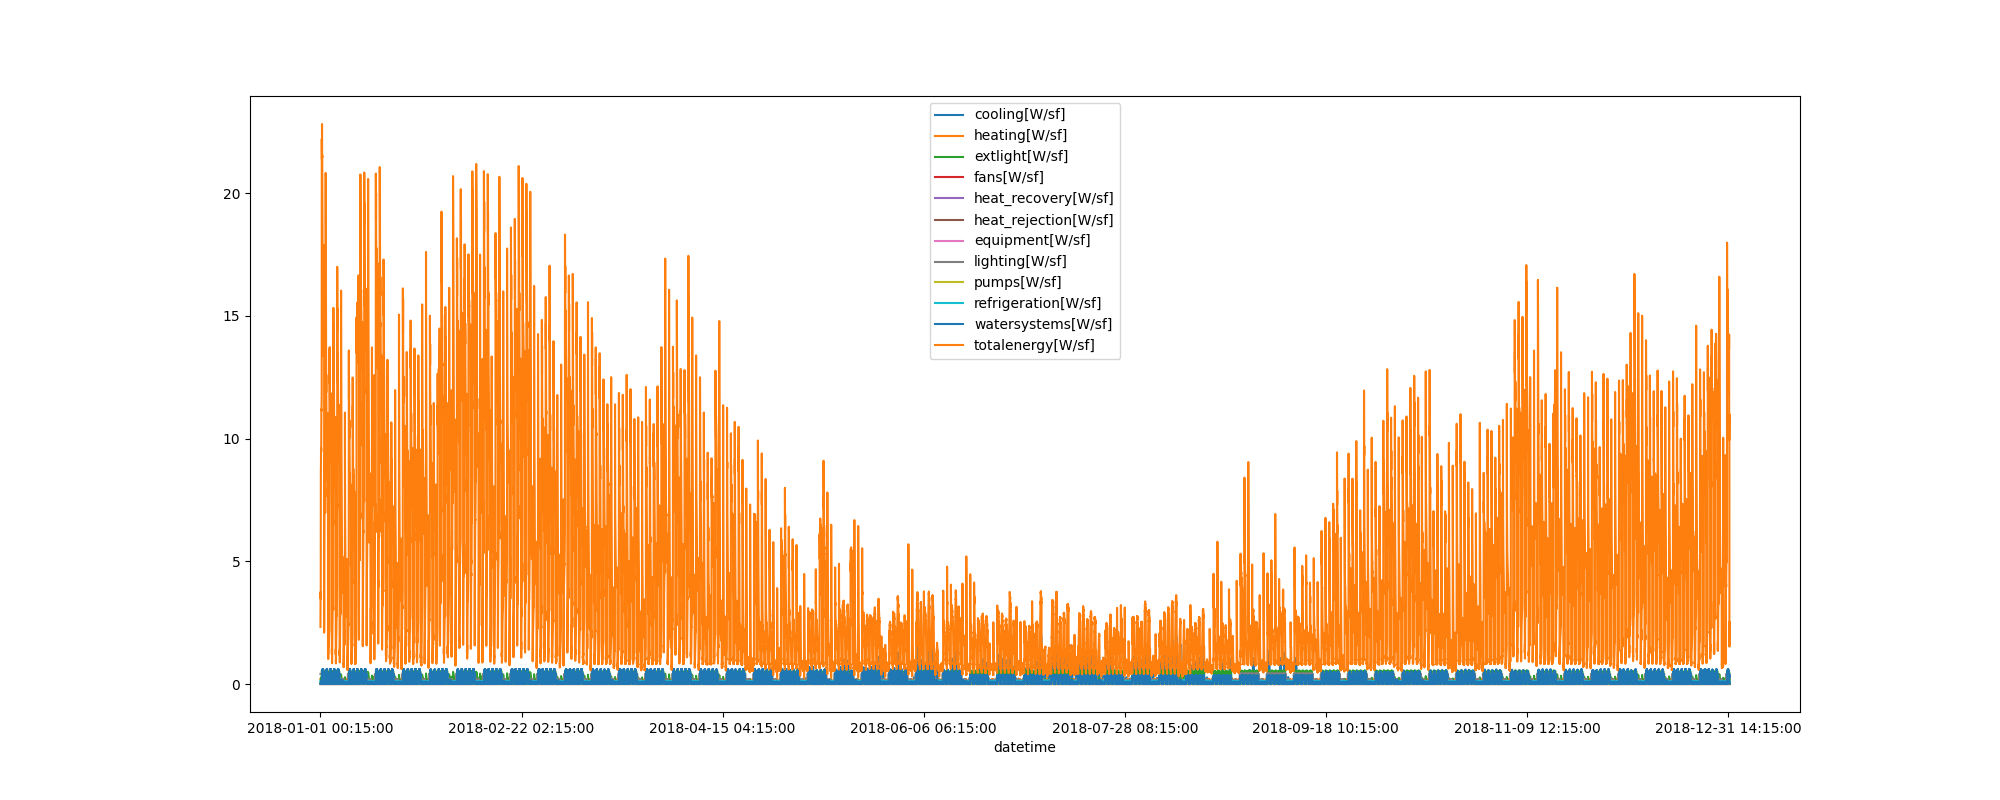 cooling[W/sf]
heating[W/sf]
extlight[W/sf]
fans[W/sf]
heat_recovery[W/sf]
heat_rejection[W/sf]
equipment[W/sf]
lighting[W/sf]
pumps[W/sf]
refrigeration[W/sf]
watersystems[W/sf]
totalenergy[W/sf]
20
15
10
5
0
2018-01-01 00:15:00 2018-02-22 02:15:00 2018-04-15 04:15:00 2018-06-06 06:15:00 2018-07-28 08:15:00 2018-09-18 10:15:00 2018-11-09 12:15:00 2018-12-31 14:15:00
datetime